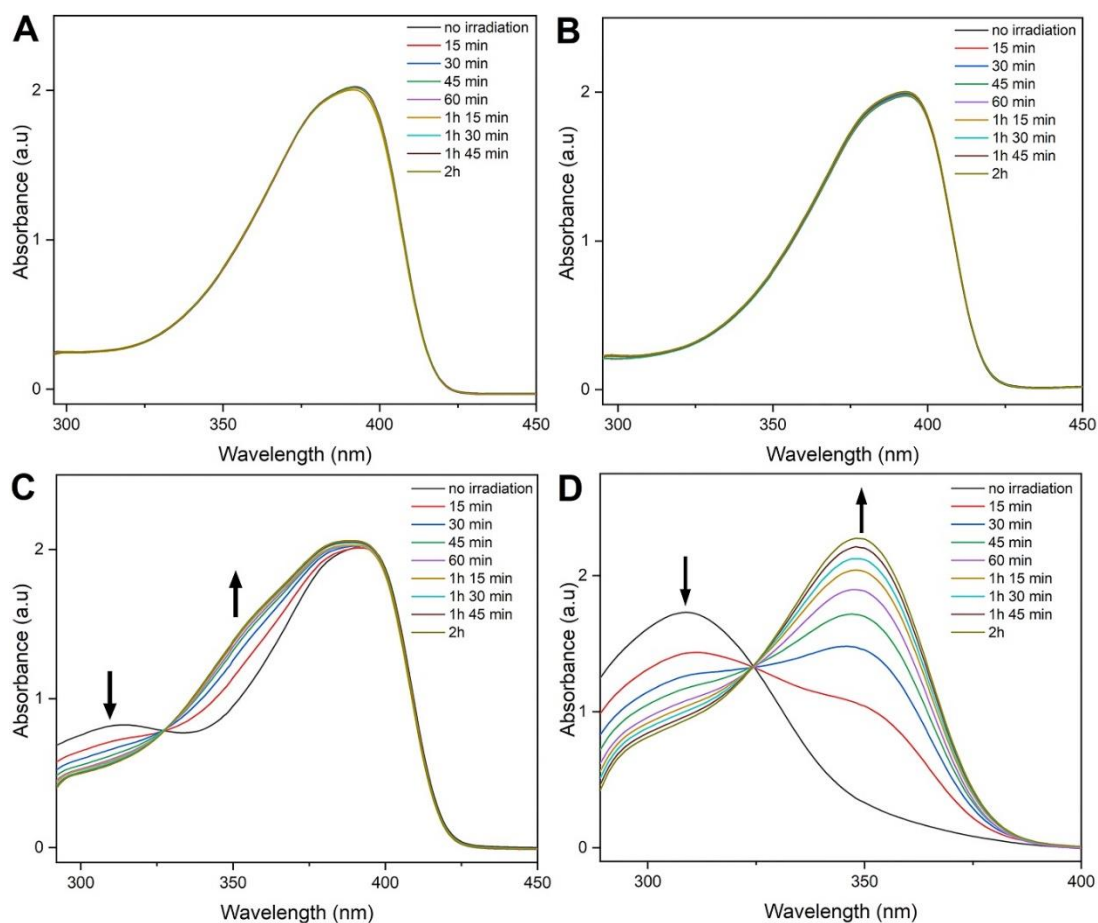 A
no irradiation
15 min
30 min
45 min
60 min
1h 15 min
1h 30 min
1h 45 min
2h
Absorbance (a.u)
2
1
0
300
350
400
450
Wavelength (nm)
B
no irradiation
15 min
30 min
45 min
60 min
1h 15 min
1h 30 min
1h 45 min
2h
Absorbance (a.u)
2
1
0
300
350
400
450
Wavelength (nm)
C
no irradiation
15 min
30 min
45 min
60 min
1h 15 min
1h 30 min
1h 45 min
2h
Absorbance (a.u)
2
1
0
300
350
400
450
Wavelength (nm)
D
no irradiation
15 min
30 min
45 min
60 min
1h 15 min
1h 30 min
1h 45 min
2h
Absorbance (a.u)
2
1
0
300
350
400
Wavelength (nm)